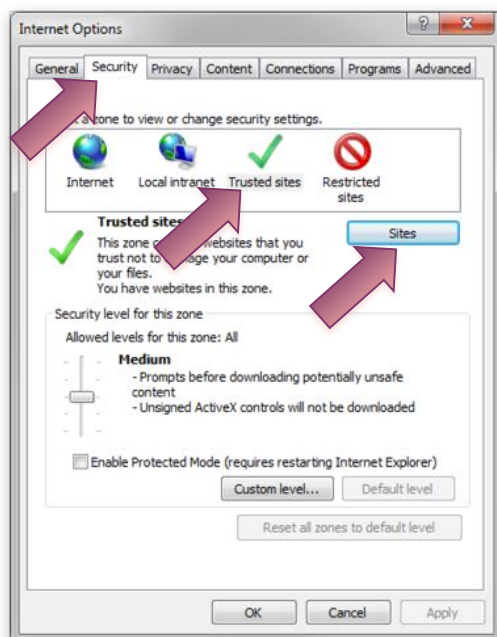 Internet Options
General Security Privacy Content Connections Programs Advanced
a zone to view or change security settings.
Internet Local intranet Trusted sites Restricted sites
Trusted sites
Sites
This zone websites that you
trust not to your computer or
your files.
You have websites in this zone.
Security level for this zone
Allowed levels for this zone: All
Medium
- Prompts before downloading potentially unsafe
content
- Unsigned ActiveX controls will not be downloaded
Enable Protected Mode (requires restarting Internet Explorer)
Custom level... Default level
Reset all zones to default level
OK Cancel Apply